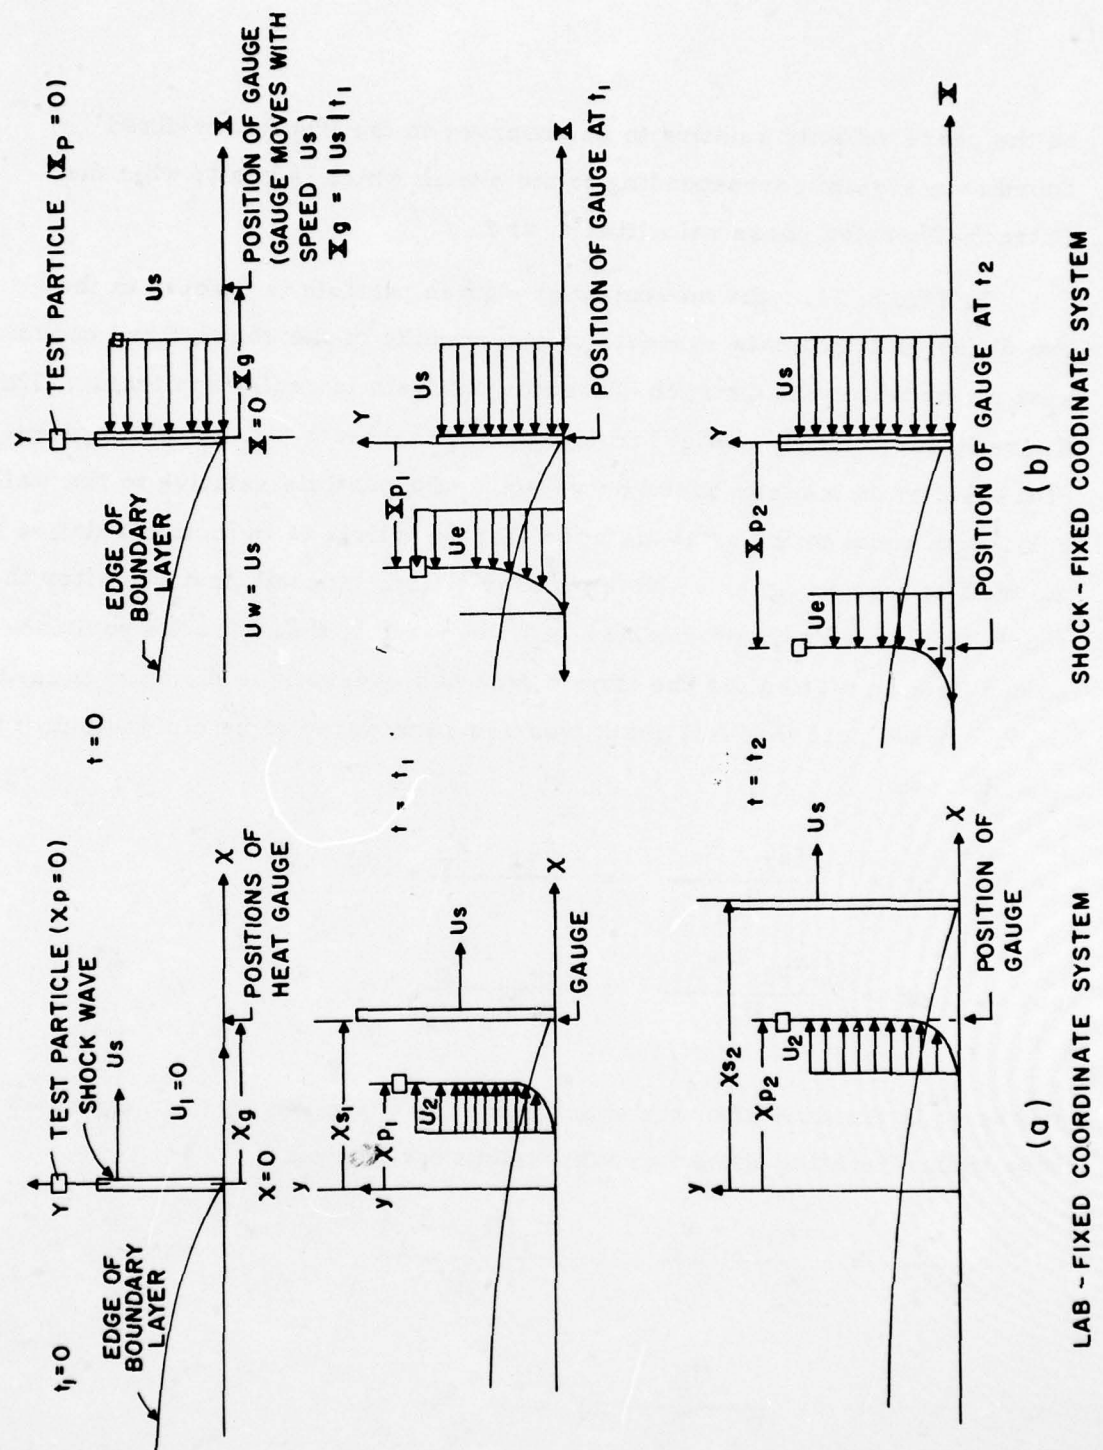 t₁=0
Y
TEST PARTICLE (Xp=0)
SHOCK WAVE
Us
U₁=0
EDGE OF
BOUNDARY
LAYER
Xg
X=0
X
POSITIONS OF
HEAT GAUGE
y
Xs₁
Xp₁
U₂
Us
X
GAUGE
y
Xs₂
Xp₂
U₂
Us
X
POSITION OF
GAUGE
(a)
LAB - FIXED COORDINATE SYSTEM
t=0
Y
TEST PARTICLE (Xp=0)
EDGE OF
BOUNDARY
LAYER
Us
Uw = Us
Xg
X=0
X
POSITION OF GAUGE
(GAUGE MOVES WITH
SPEED Us)
Xg = |Us|t₁
t = t₁
Y
Xp₁
Ue
Us
X
POSITION OF GAUGE AT t₁
t = t₂
Y
Xp₂
Ue
Us
X
POSITION OF GAUGE AT t₂
(b)
SHOCK - FIXED COODINATE SYSTEM